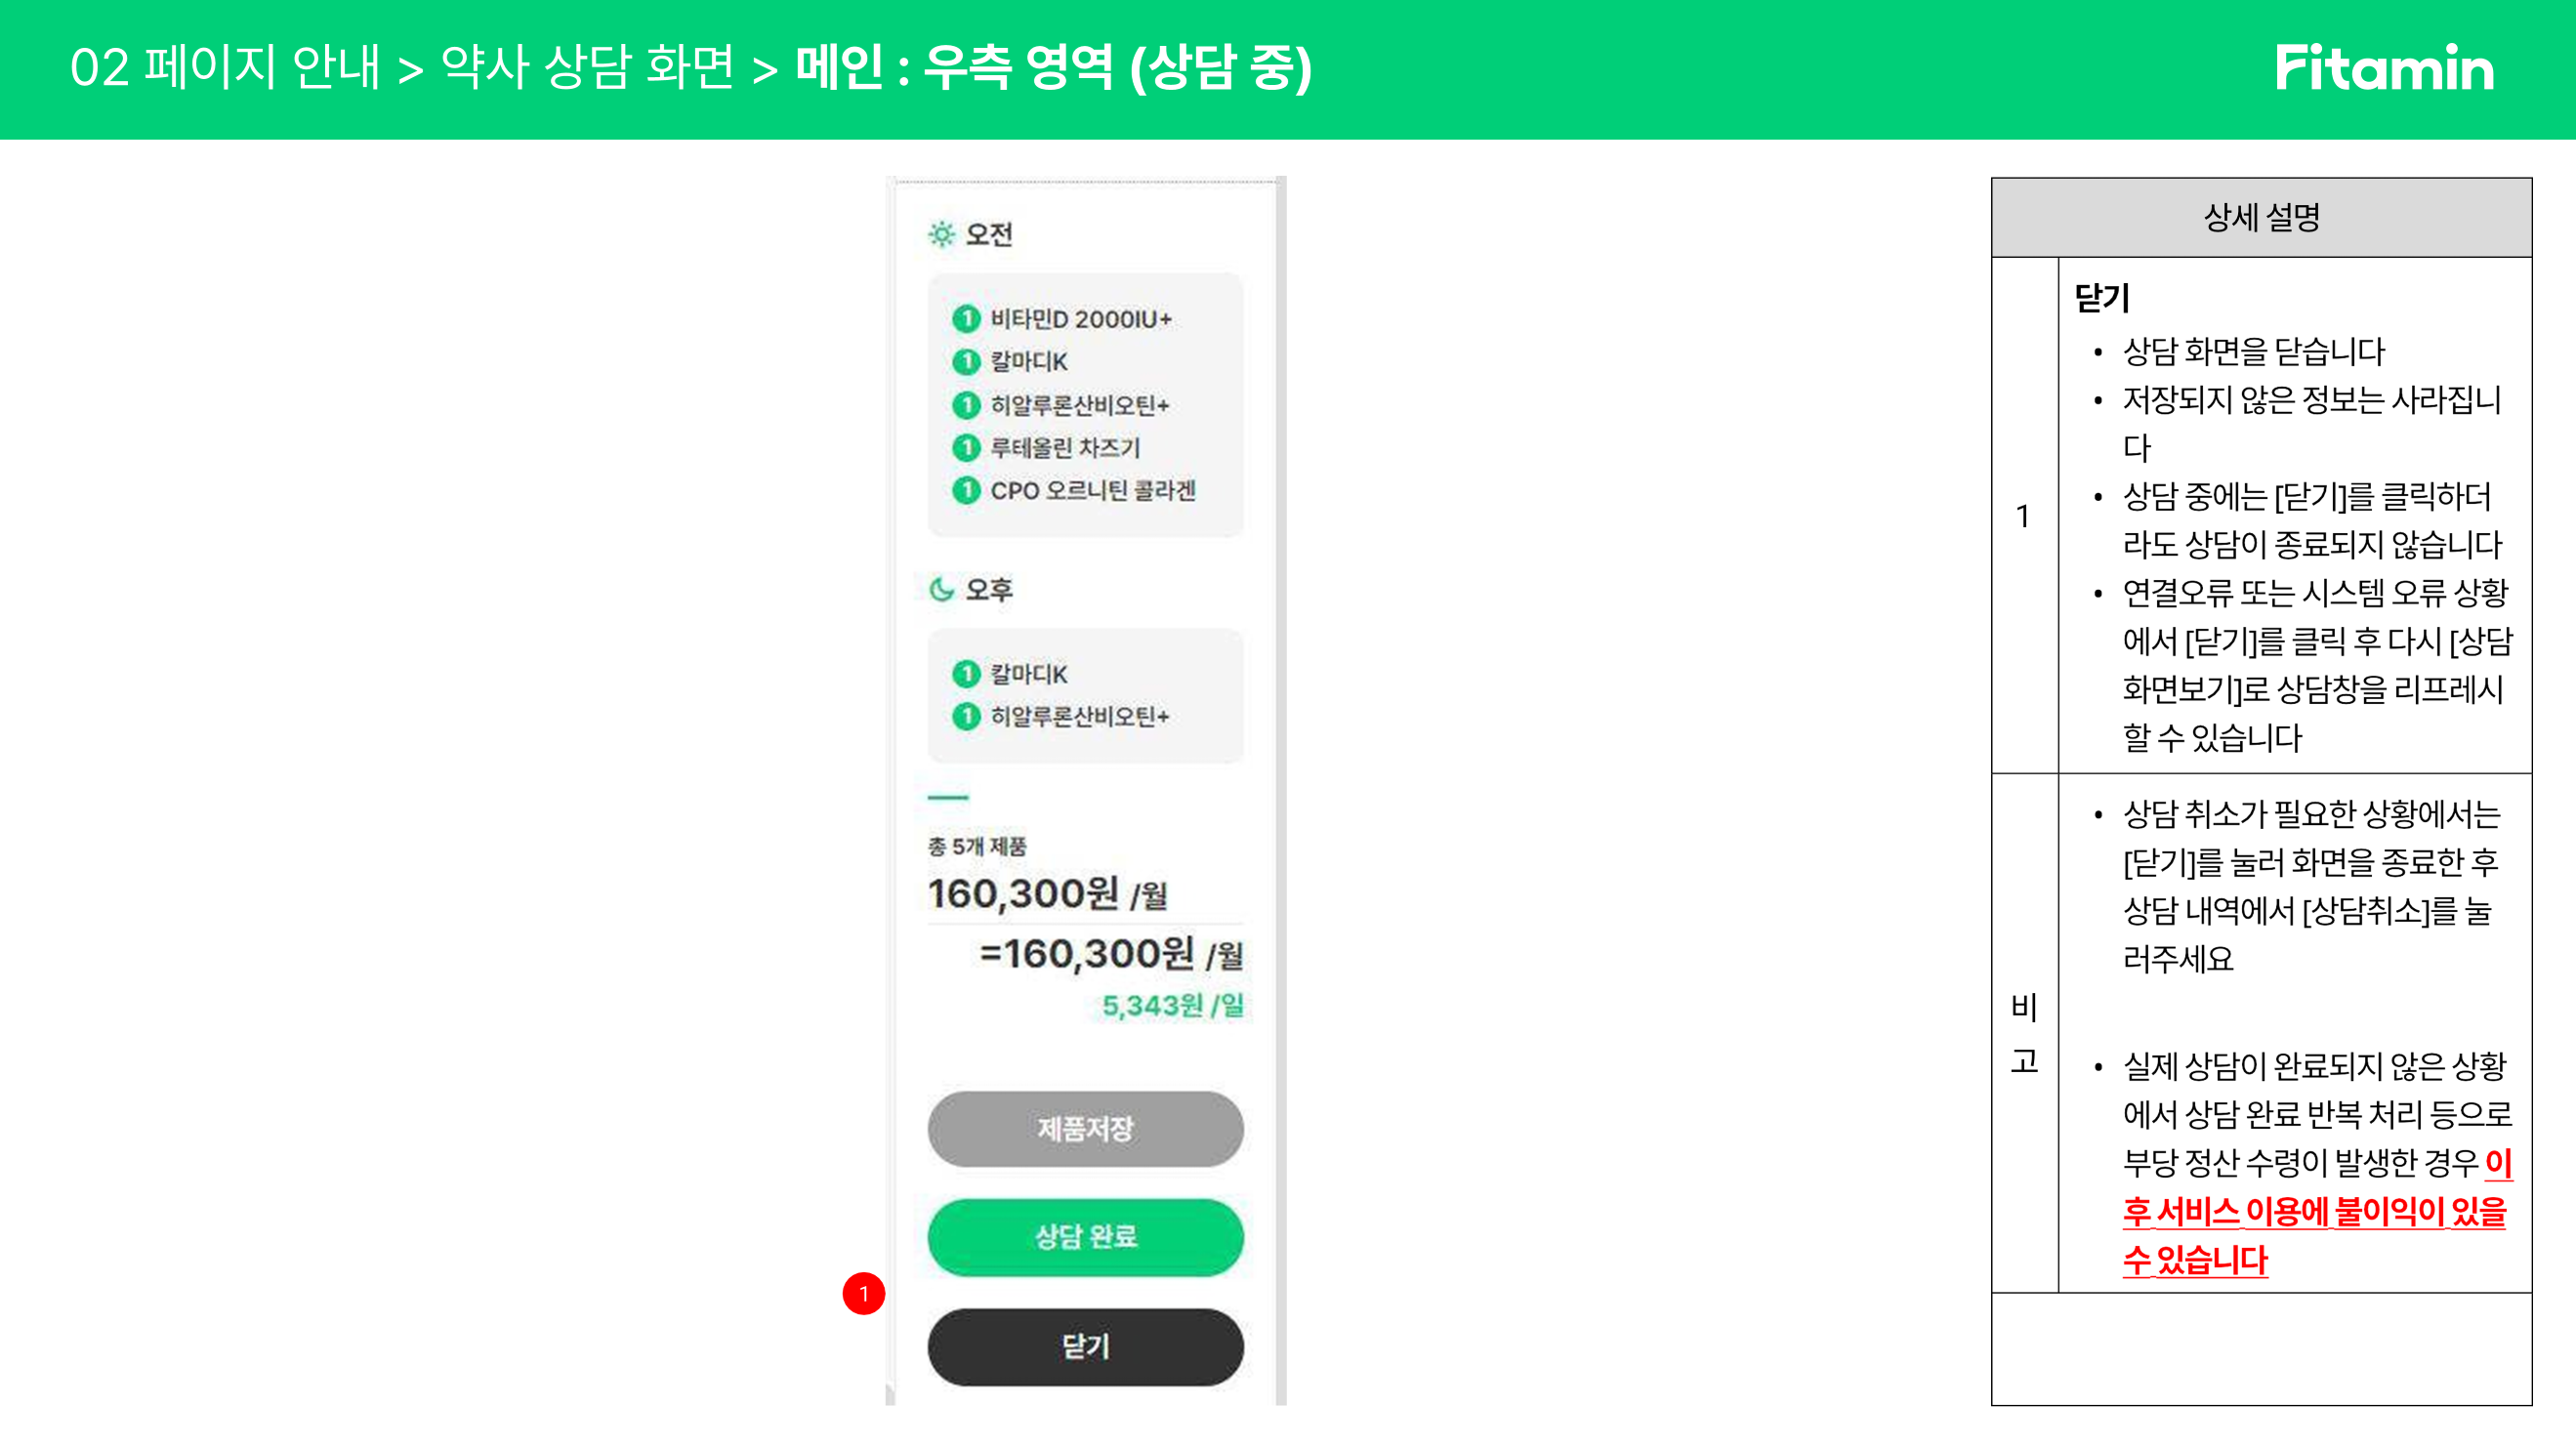 02 페이지 안내 > 약사 상담 화면 > 메인 : 우측 영역 (상담 중)
Fitamin
오전
1 비타민D 2000IU+
1 칼마디K
1 히알루론산비오틴+
1 루테올린 차즈기
1 CPO 오르니틴 콜라겐
오후
1 칼마디K
1 히알루론산비오틴+
총 5개 제품
160,300원 /월
=160,300원 /월
5,343원 /일
제품저장
상담 완료
1
닫기
상세 설명
1
닫기
• 상담 화면을 닫습니다
• 저장되지 않은 정보는 사라집니
다
• 상담 중에는 [닫기]를 클릭하더
라도 상담이 종료되지 않습니다
• 연결오류 또는 시스템 오류 상황
에서 [닫기]를 클릭 후 다시 [상담
화면보기]로 상담창을 리프레시
할 수 있습니다
비
고
• 상담 취소가 필요한 상황에서는
[닫기]를 눌러 화면을 종료한 후
상담 내역에서 [상담취소]를 눌
러주세요
• 실제 상담이 완료되지 않은 상황
에서 상담 완료 반복 처리 등으로
부당 정산 수령이 발생한 경우 이
후 서비스 이용에 불이익이 있을
수 있습니다